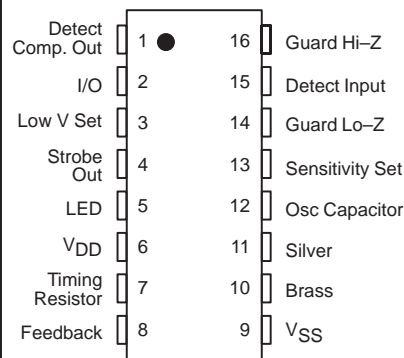 Detect
Comp. Out 1 16 Guard Hi–Z
I/O 2 15 Detect Input
Low V Set 3 14 Guard Lo–Z
Strobe
Out 4 13 Sensitivity Set
LED 5 12 Osc Capacitor
VDD 6 11 Silver
Timing
Resistor 7 10 Brass
Feedback 8 9 VSS